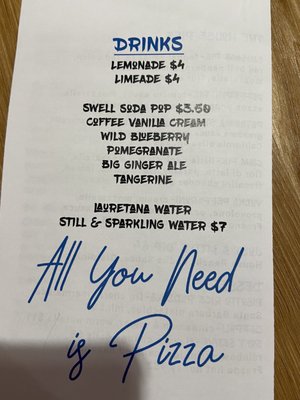 DRINKS
LEMONADE $4
LIMEADE $4
SWELL SODA POP $3.50
COFFEE VANILLA CREAM
WILD BLUEBERRY
POMEGRANATE
BIG GINGER ALE
TANGERINE
LAURETANA WATER
STILL & SPARKLING WATER $7
All You Need
is Pizza